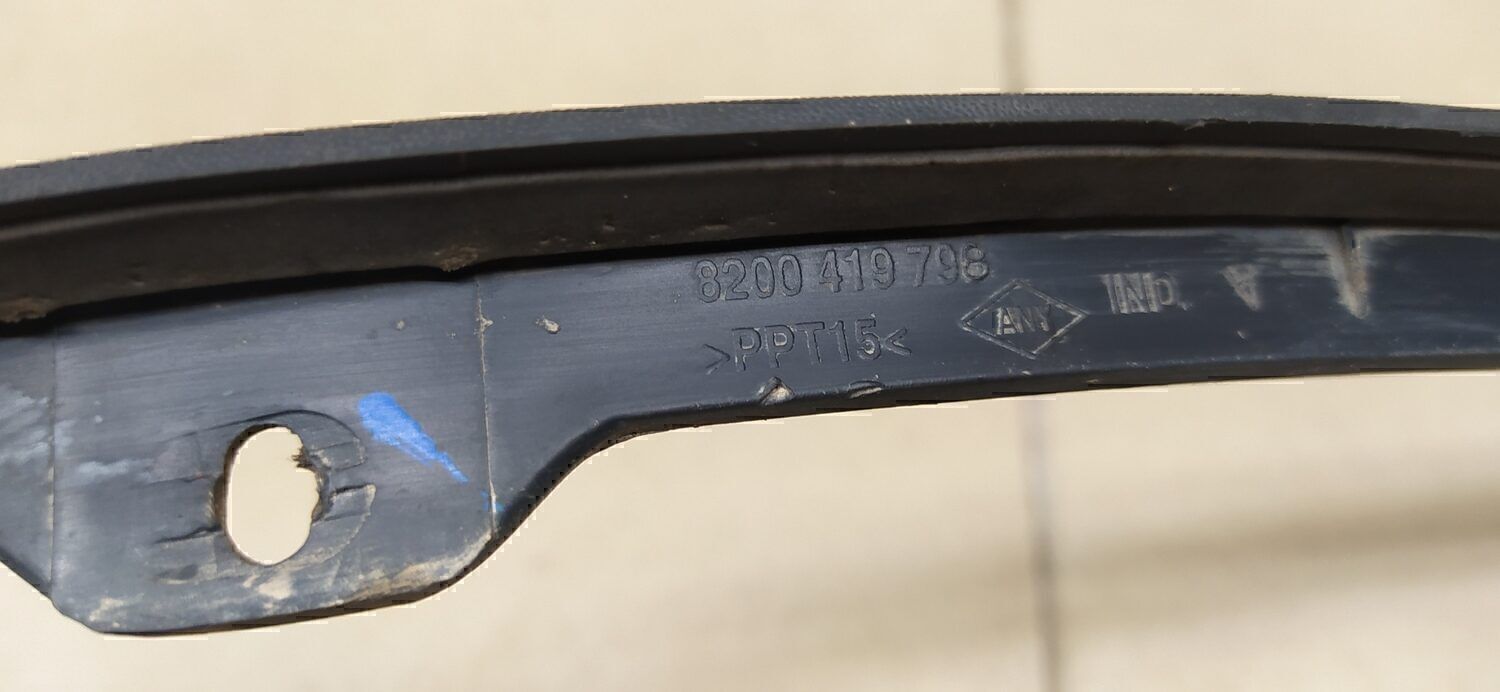 8200 419 798
>PPT15<
ANY
IND. A